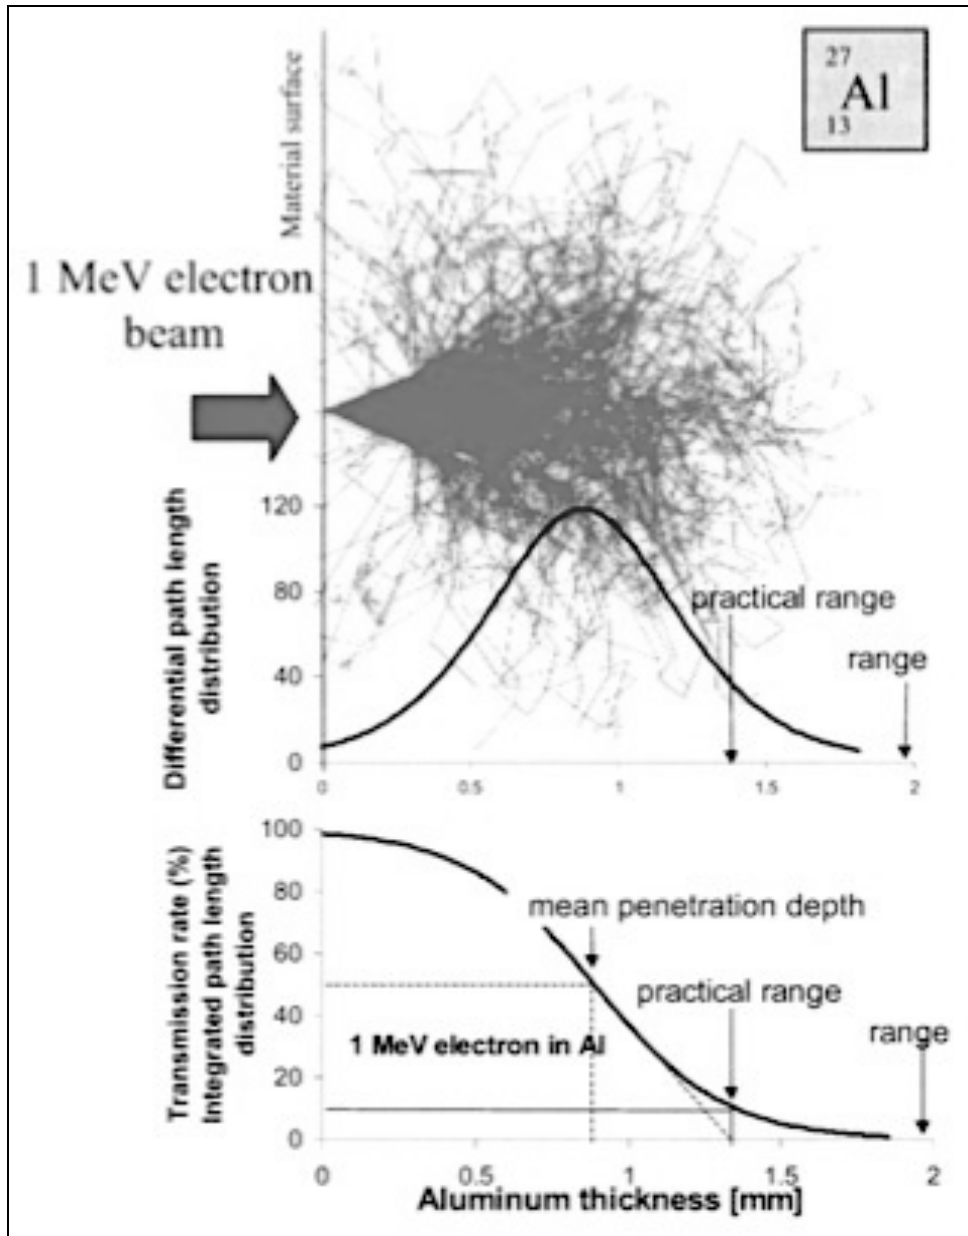 27
Al
13
Material surface
1 MeV electron
beam
Differential path length
distribution
120
80
40
0
practical range
range
0
0.5
1
1.5
2
Transmission rate (%)
Integrated path length
distribution
100
80
60
40
20
0
mean penetration depth
practical range
range
1 MeV electron in Al
0
0.5
1
1.5
2
Aluminum thickness [mm]